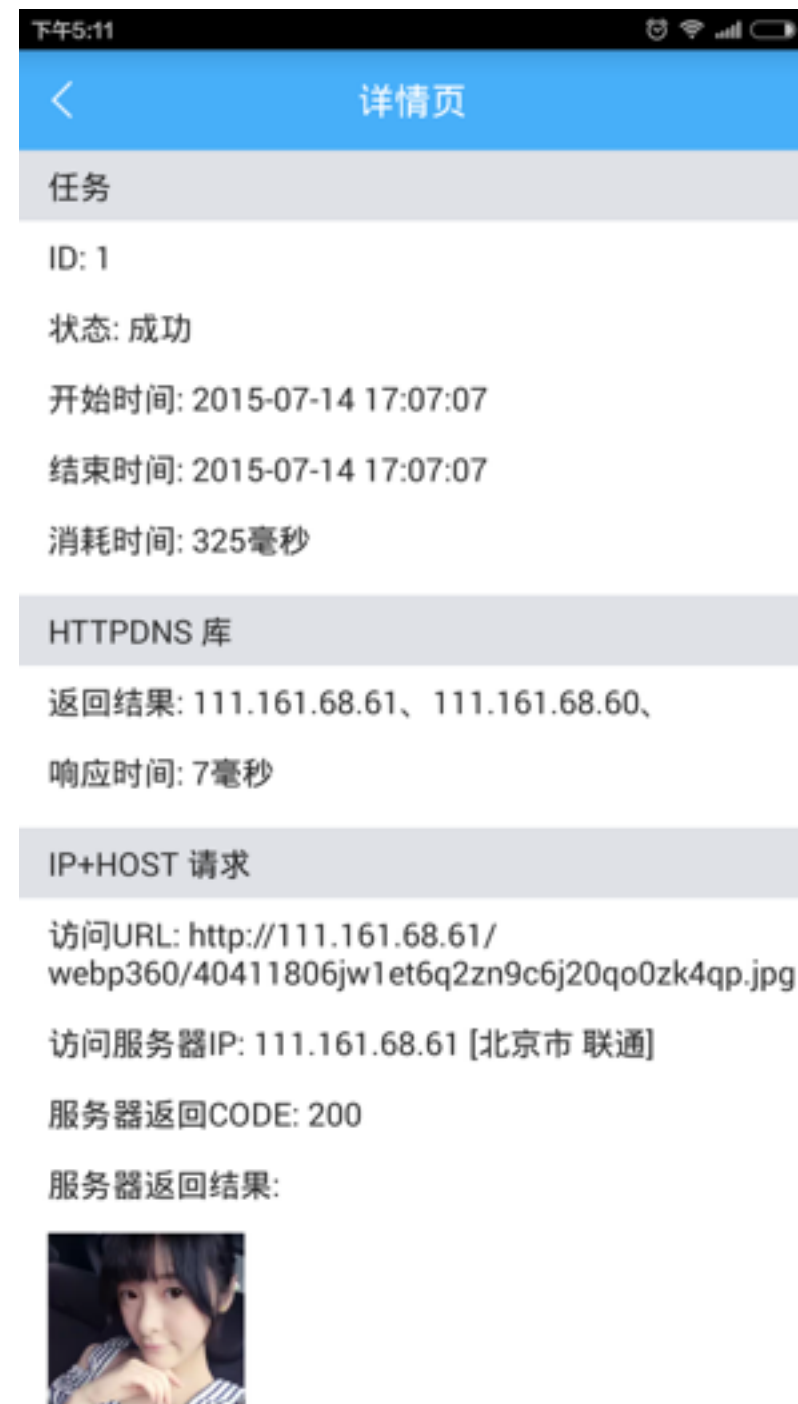 下午5:11
详情页
任务
ID: 1
状态: 成功
开始时间: 2015-07-14 17:07:07
结束时间: 2015-07-14 17:07:07
消耗时间: 325毫秒
HTTPDNS 库
返回结果: 111.161.68.61、111.161.68.60、
响应时间: 7毫秒
IP+HOST 请求
访问URL: http://111.161.68.61/
webp360/40411806jw1et6q2zn9c6j20qo0zk4qp.jpg
访问服务器IP: 111.161.68.61 [北京市 联通]
服务器返回CODE: 200
服务器返回结果: